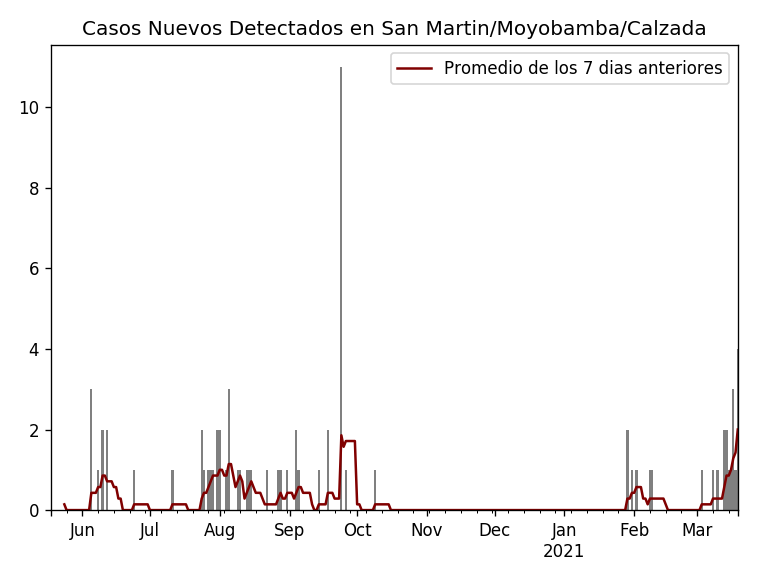 Casos Nuevos Detectados en San Martin/Moyobamba/Calzada
Promedio de los 7 dias anteriores
10
8
6
4
2
0
Jun Jul Aug Sep Oct Nov Dec Jan Feb Mar
2021